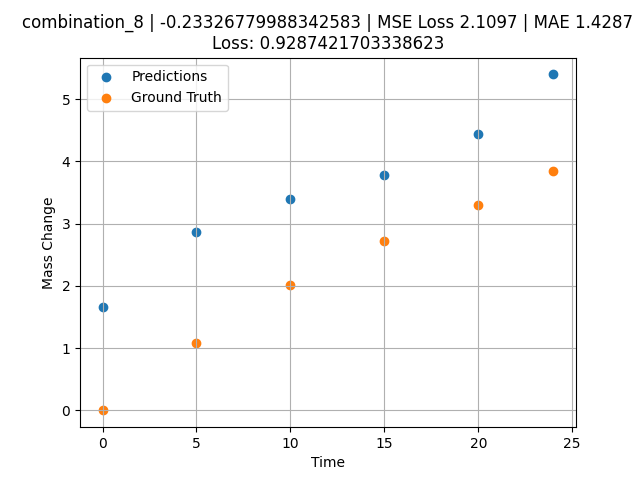 combination_8 | -0.23326779988342583 | MSE Loss 2.1097 | MAE 1.4287
Loss: 0.9287421703338623
Predictions
Ground Truth
5
4
3
2
1
0
Mass Change
0 5 10 15 20 25
Time